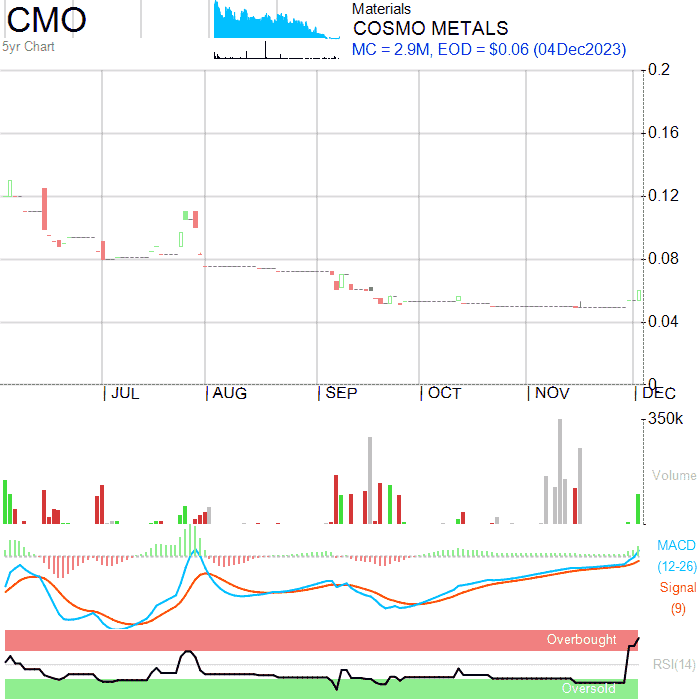 CMO
5yr Chart
Materials
COSMO METALS
MC = 2.9M, EOD = $0.06 (04Dec2023)
0.2
0.16
0.12
0.08
0.04
0
JUL AUG SEP OCT NOV DEC
350k
Volume
MACD
(12-26)
Signal
(9)
Overbought
RSI(14)
Oversold